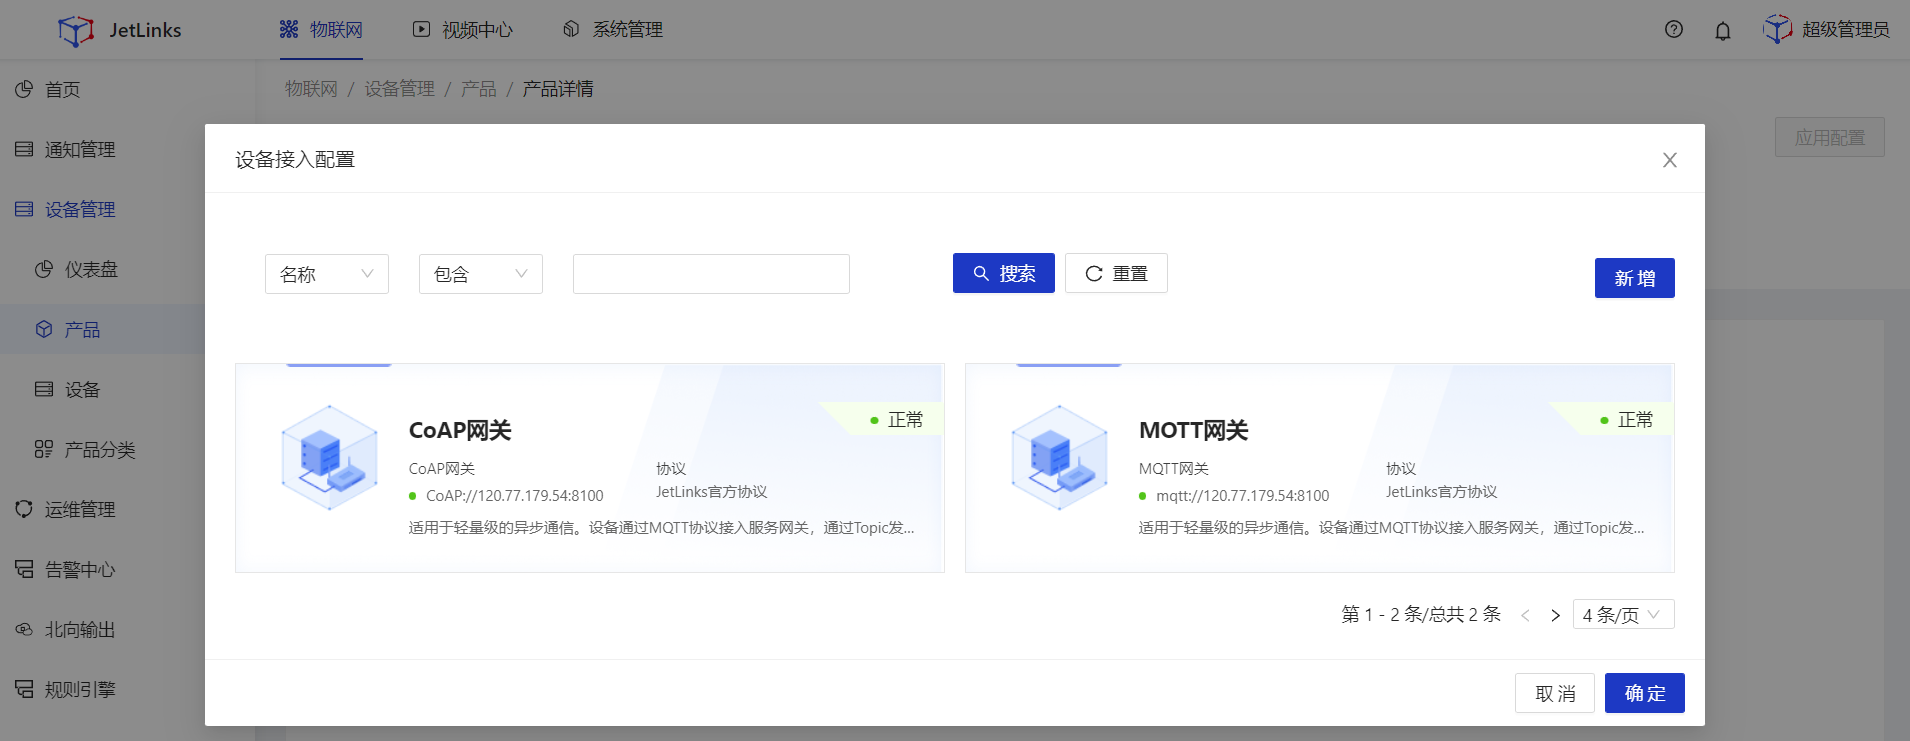 JetLinks
物联网
视频中心
系统管理
超级管理员
首页
通知管理
设备管理
仪表盘
产品
设备
产品分类
运维管理
告警中心
北向输出
规则引擎
物联网 / 设备管理 / 产品 / 产品详情
应用配置
设备接入配置
名称
包含
搜索
重置
新增
CoAP网关
正常
CoAP网关
协议
CoAP://120.77.179.54:8100
JetLinks官方协议
适用于轻量级的异步通信。设备通过MQTT协议接入服务网关，通过Topic发...
MOTT网关
正常
MQTT网关
协议
mqtt://120.77.179.54:8100
JetLinks官方协议
适用于轻量级的异步通信。设备通过MQTT协议接入服务网关，通过Topic发...
第 1 - 2 条/总共 2 条 < > 4 条/页
取消
确定